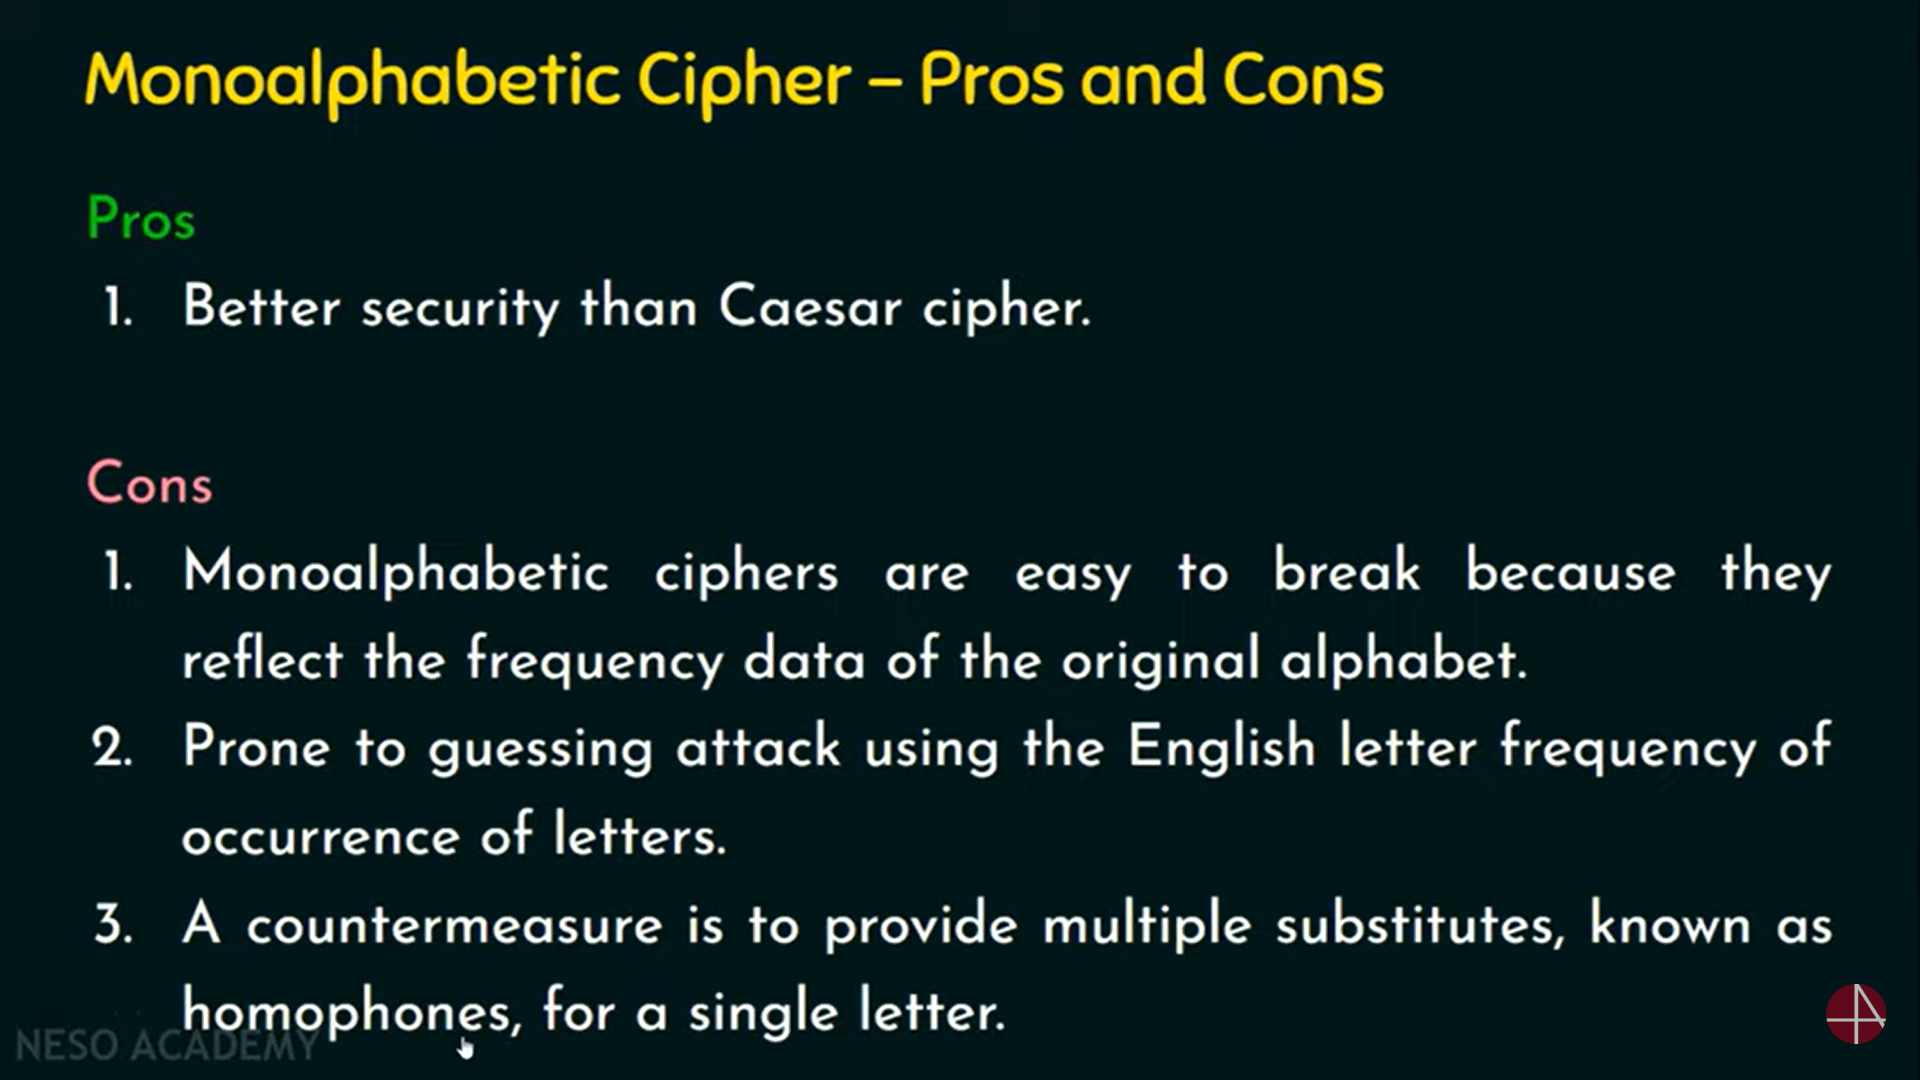 Monoalphabetic Cipher – Pros and Cons
Pros
1. Better security than Caesar cipher.
Cons
1. Monoalphabetic ciphers are easy to break because they
reflect the frequency data of the original alphabet.
2. Prone to guessing attack using the English letter frequency of
occurrence of letters.
3. A countermeasure is to provide multiple substitutes, known as
homophones, for a single letter.
NESO ACADEMY